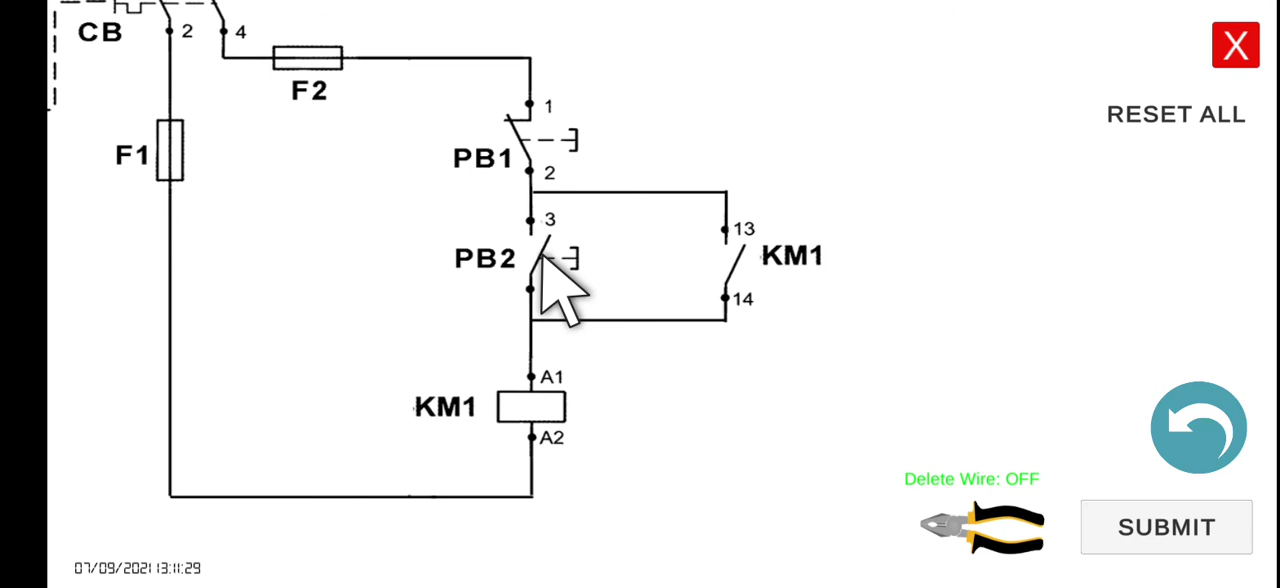 CB
2
4
F2
1
F1
PB1
2
3
13
PB2
KM1
14
A1
KM1
A2
X
RESET ALL
Delete Wire: OFF
SUBMIT
07/09/2021 13:11:29